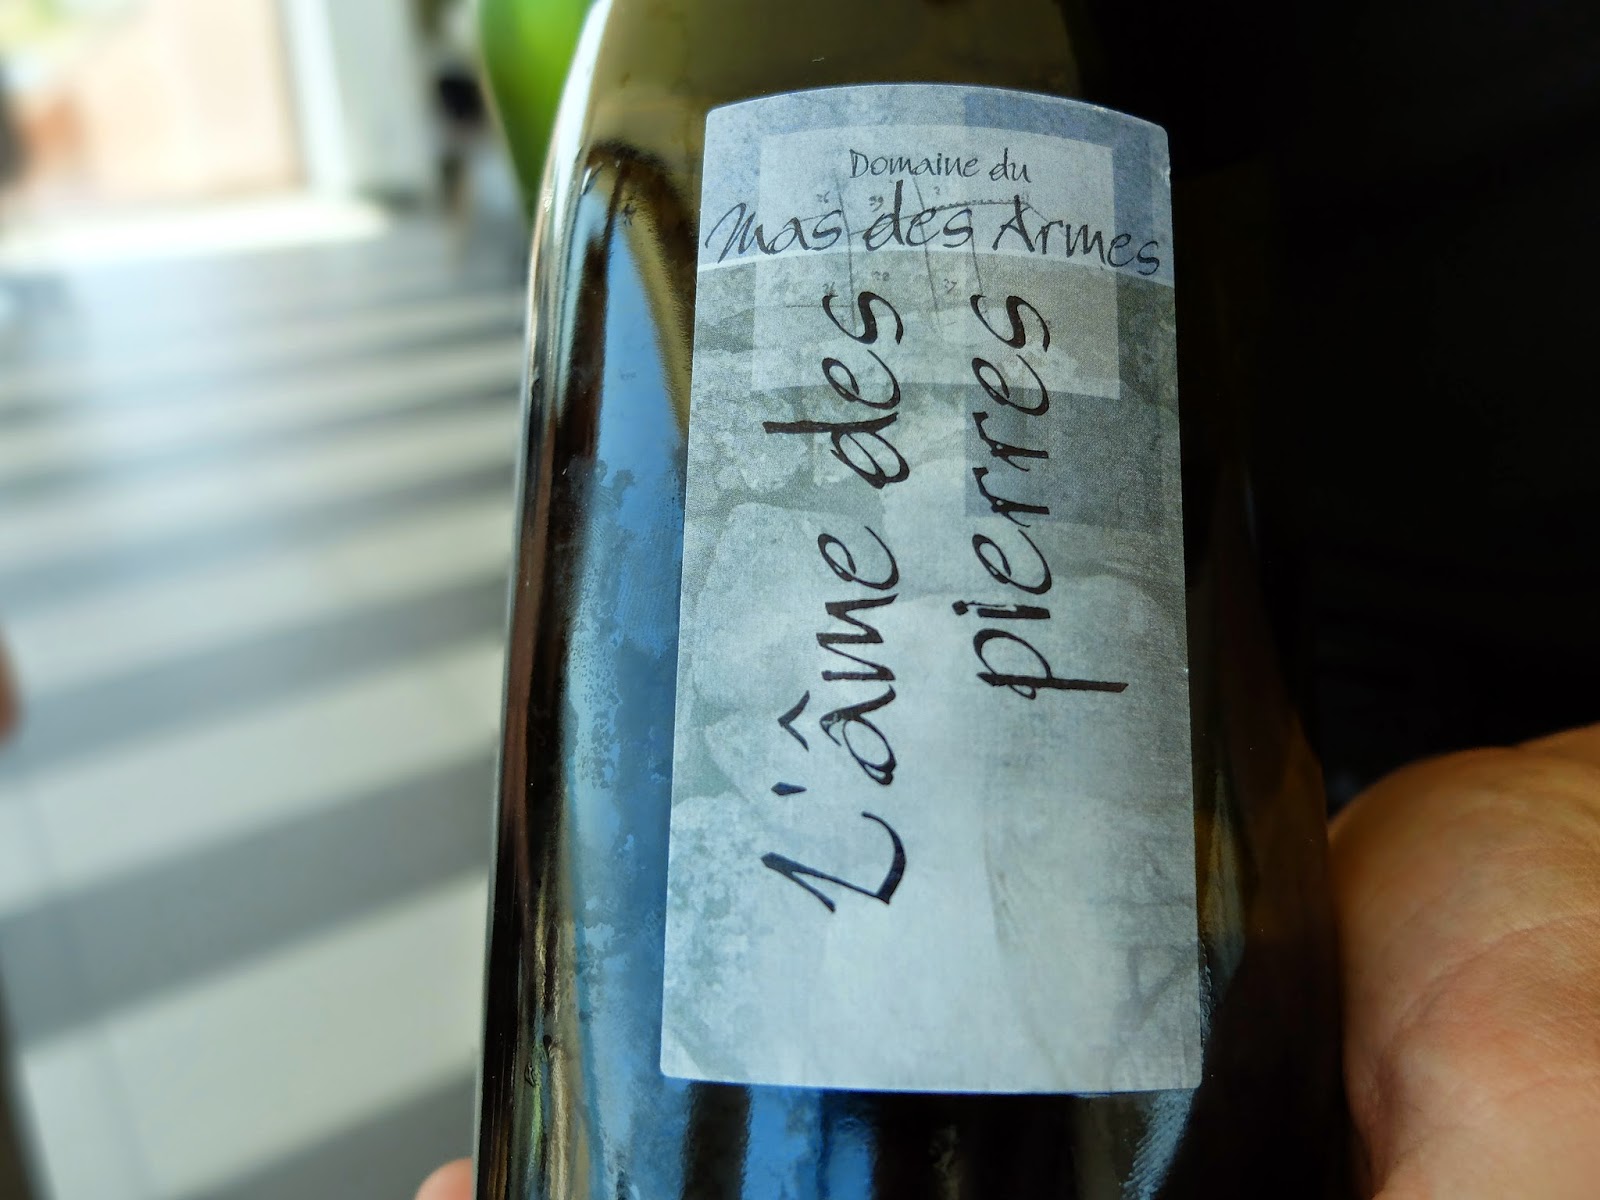 Domaine du
Mas des Armes
L'âme des
pierres